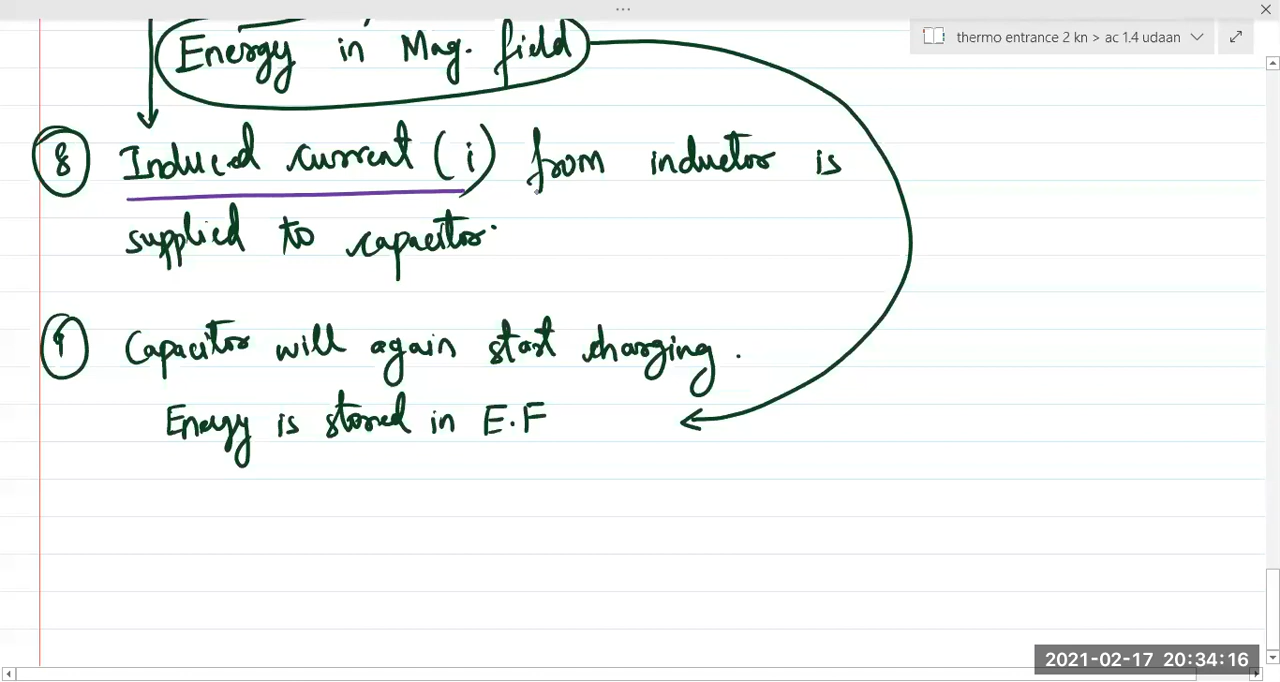 thermo entrance 2 kn > ac 1.4 udaan
Energy in Mag. field
8 Induced current (i) from inductor is
supplied to capacitor.
9 Capacitor will again start charging.
Energy is stored in E.F
2021-02-17 20:34:16